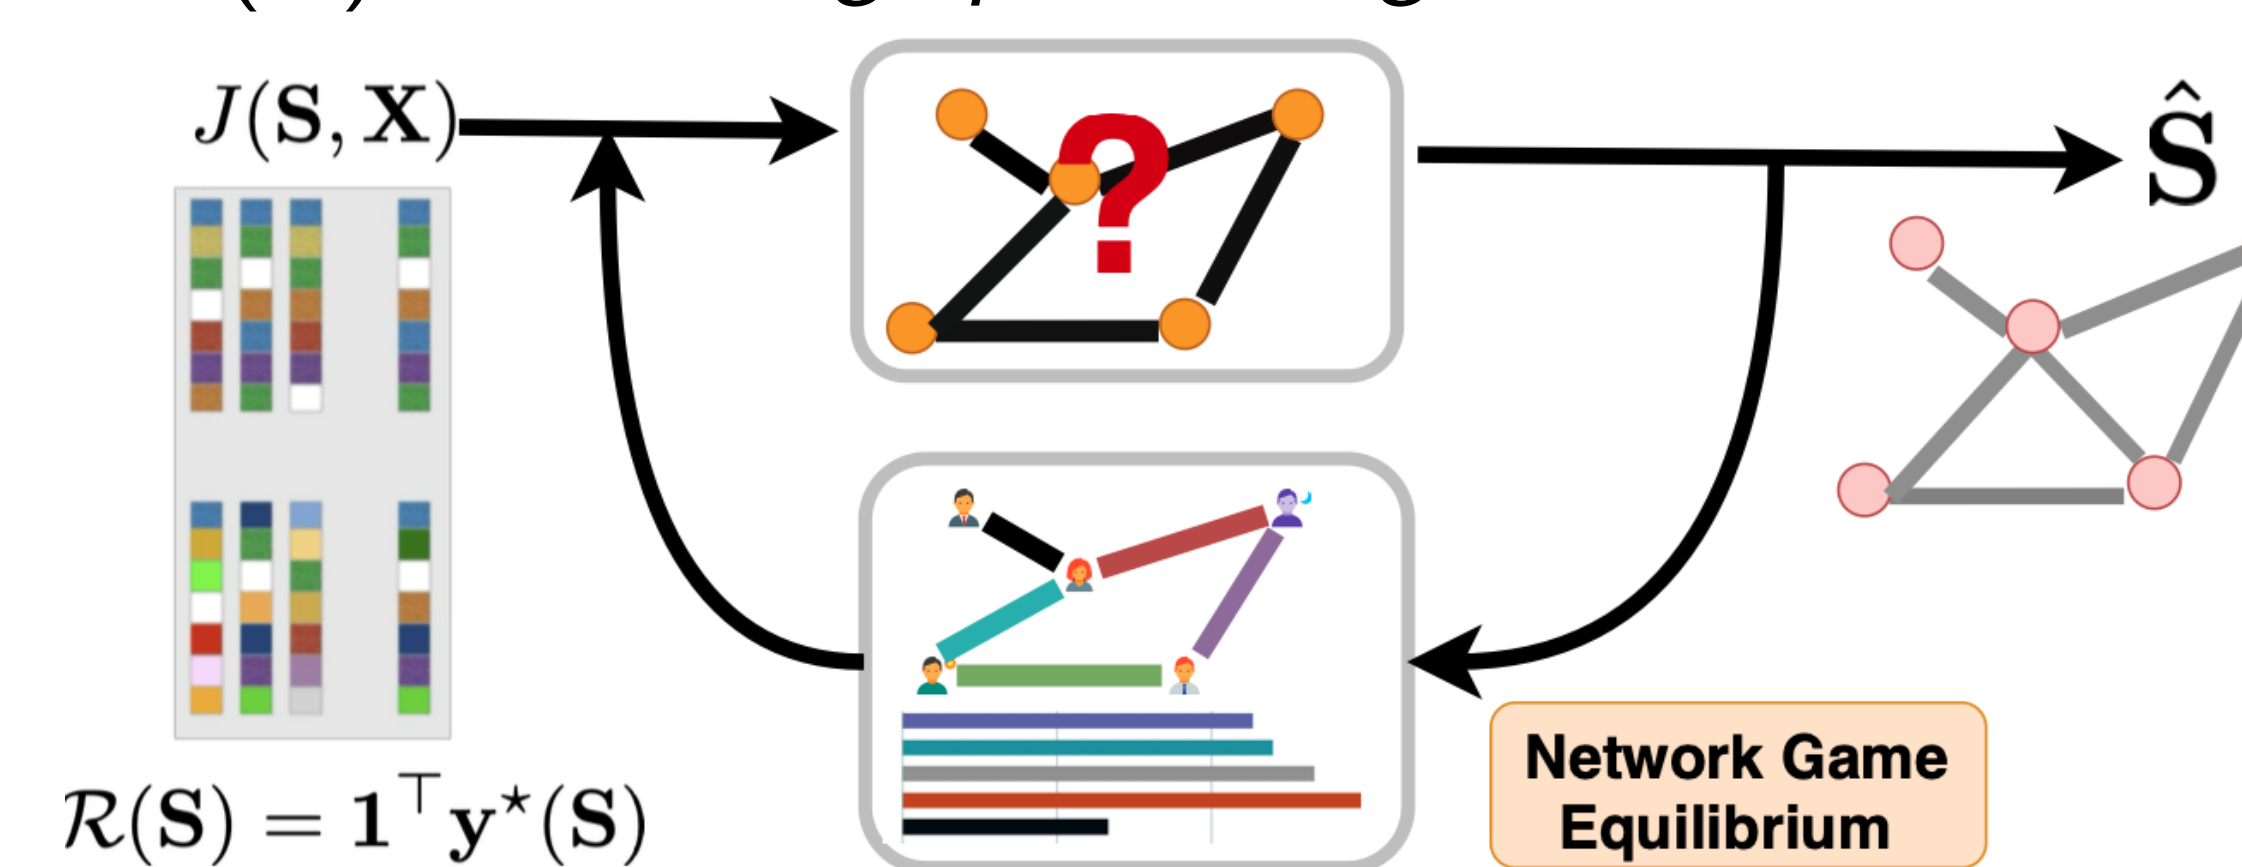 J(S, X)
?
Ŝ
R(S) = 1⊤y⋆(S)
Network Game
Equilibrium